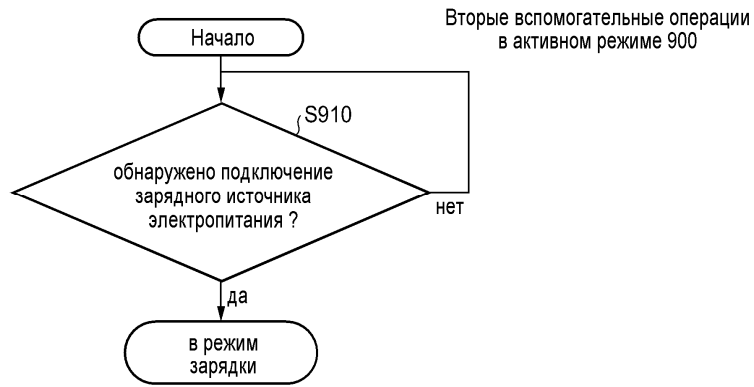 Вторые вспомогательные операции
в активном режиме 900
Начало
S910
обнаружено подключение
зарядного источника
электропитания ?
нет
да
в режим
зарядки